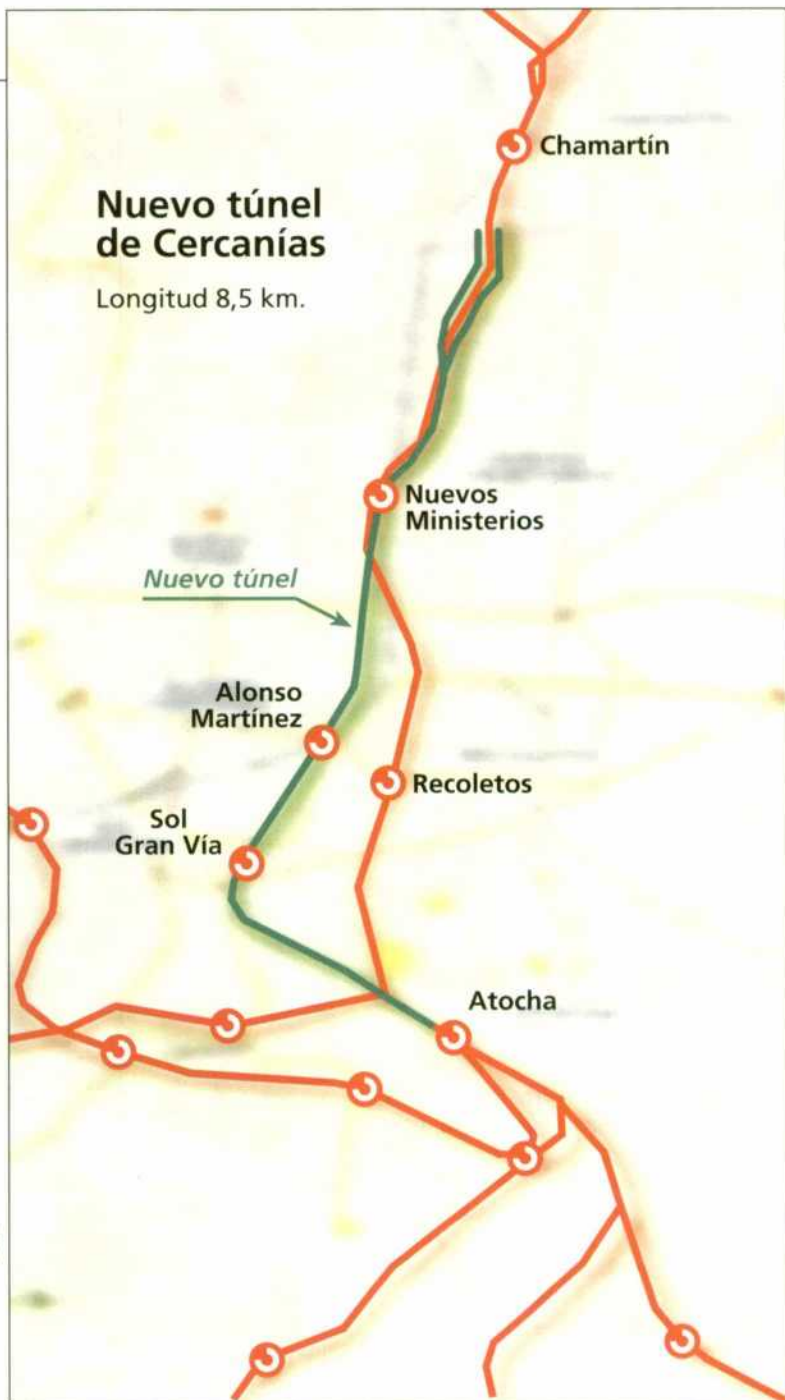 Nuevo túnel
de Cercanías
Longitud 8,5 km.
Chamartín
Nuevos
Ministerios
Nuevo túnel
Alonso
Martínez
Recoletos
Sol
Gran Vía
Atocha